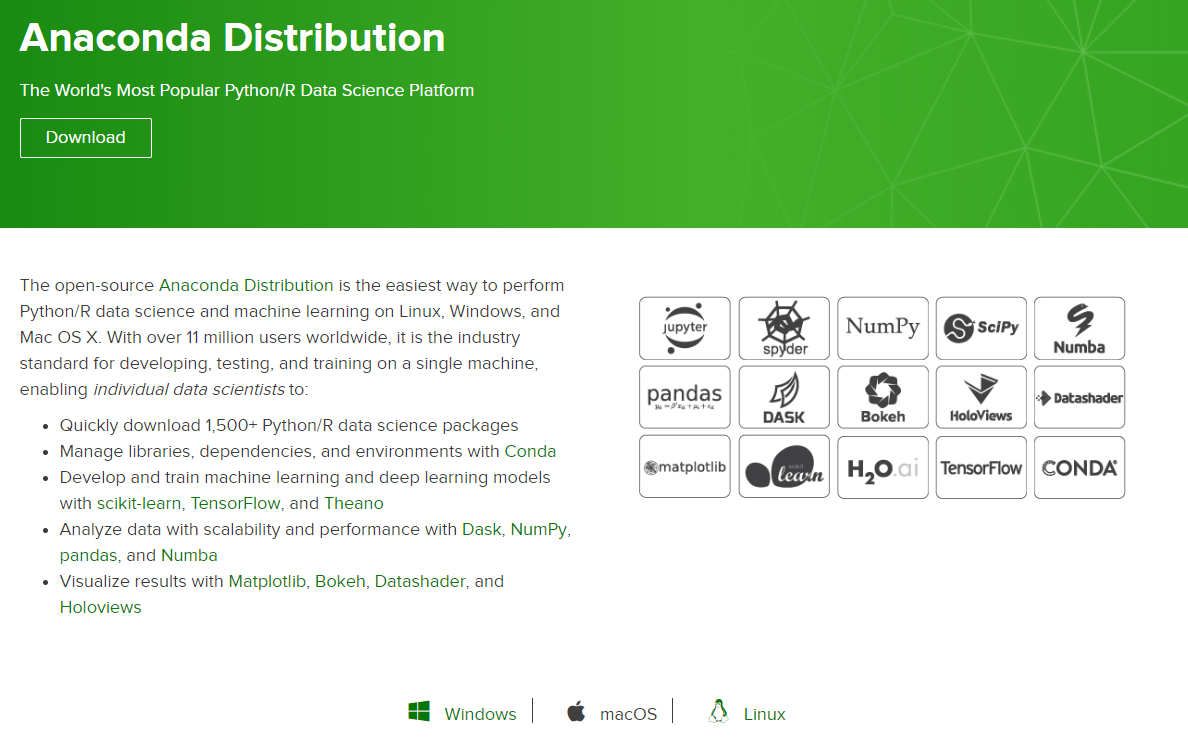 Anaconda Distribution
The World's Most Popular Python/R Data Science Platform
Download
The open-source Anaconda Distribution is the easiest way to perform
Python/R data science and machine learning on Linux, Windows, and
Mac OS X. With over 11 million users worldwide, it is the industry
standard for developing, testing, and training on a single machine,
enabling individual data scientists to:
• Quickly download 1,500+ Python/R data science packages
• Manage libraries, dependencies, and environments with Conda
• Develop and train machine learning and deep learning models
with scikit-learn, TensorFlow, and Theano
• Analyze data with scalability and performance with Dask, NumPy,
pandas, and Numba
• Visualize results with Matplotlib, Bokeh, Datashader, and
Holoviews
jupyter
spyder
NumPy
SciPy
Numba
pandas
DASK
Bokeh
HoloViews
Datashader
matplotlib
scikit
learn
H2O.ai
TensorFlow
CONDA
Windows
macOS
Linux